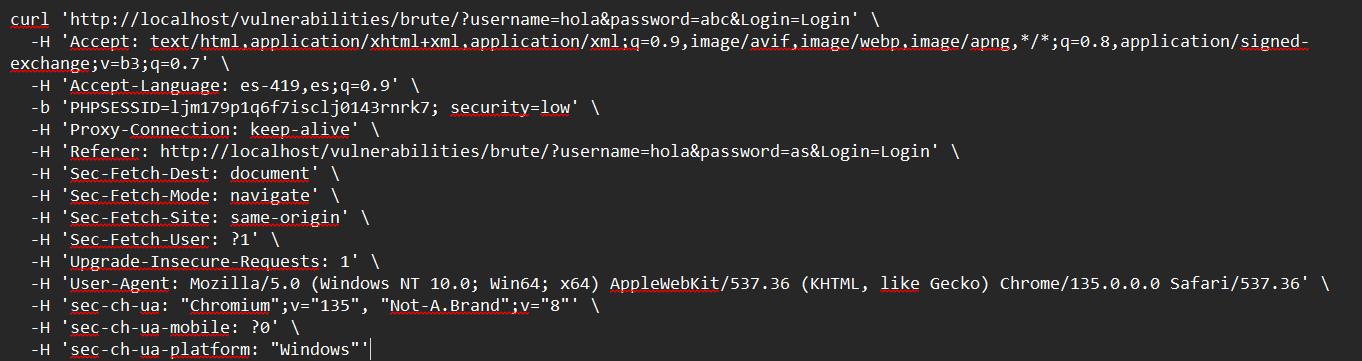 curl 'http://localhost/vulnerabilities/brute/?username=hola&password=abc&Login=Login' \
-H 'Accept: text/html,application/xhtml+xml,application/xml;q=0.9,image/avif,image/webp,image/apng,*/*;q=0.8,application/signed-
exchange;v=b3;q=0.7' \
-H 'Accept-Language: es-419,es;q=0.9' \
-b 'PHPSESSID=ljm179p1q6f7isclj0143rnrk7; security=low' \
-H 'Proxy-Connection: keep-alive' \
-H 'Referer: http://localhost/vulnerabilities/brute/?username=hola&password=as&Login=Login' \
-H 'Sec-Fetch-Dest: document' \
-H 'Sec-Fetch-Mode: navigate' \
-H 'Sec-Fetch-Site: same-origin' \
-H 'Sec-Fetch-User: ?1' \
-H 'Upgrade-Insecure-Requests: 1' \
-H 'User-Agent: Mozilla/5.0 (Windows NT 10.0; Win64; x64) AppleWebKit/537.36 (KHTML, like Gecko) Chrome/135.0.0.0 Safari/537.36' \
-H 'sec-ch-ua: "Chromium";v="135", "Not-A.Brand";v="8"' \
-H 'sec-ch-ua-mobile: ?0' \
-H 'sec-ch-ua-platform: "Windows"'